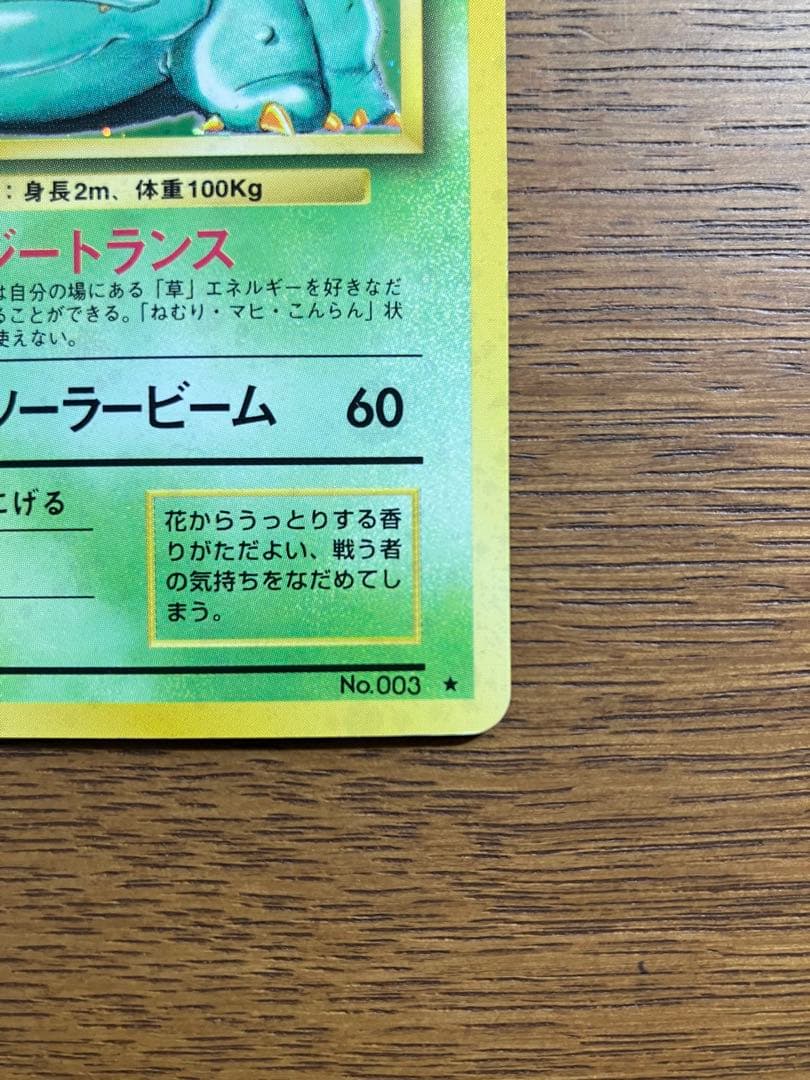 ：身長2m、体重100Kg
ジートランス
は自分の場にある「草」エネルギーを好きなだ
ることができる。「ねむり・マヒ・こんらん」状
使えない。
ソーラービーム 60
にげる
花からうっとりする香
りがただよい、戦う者
の気持ちをなだめてし
まう。
No.003 ★